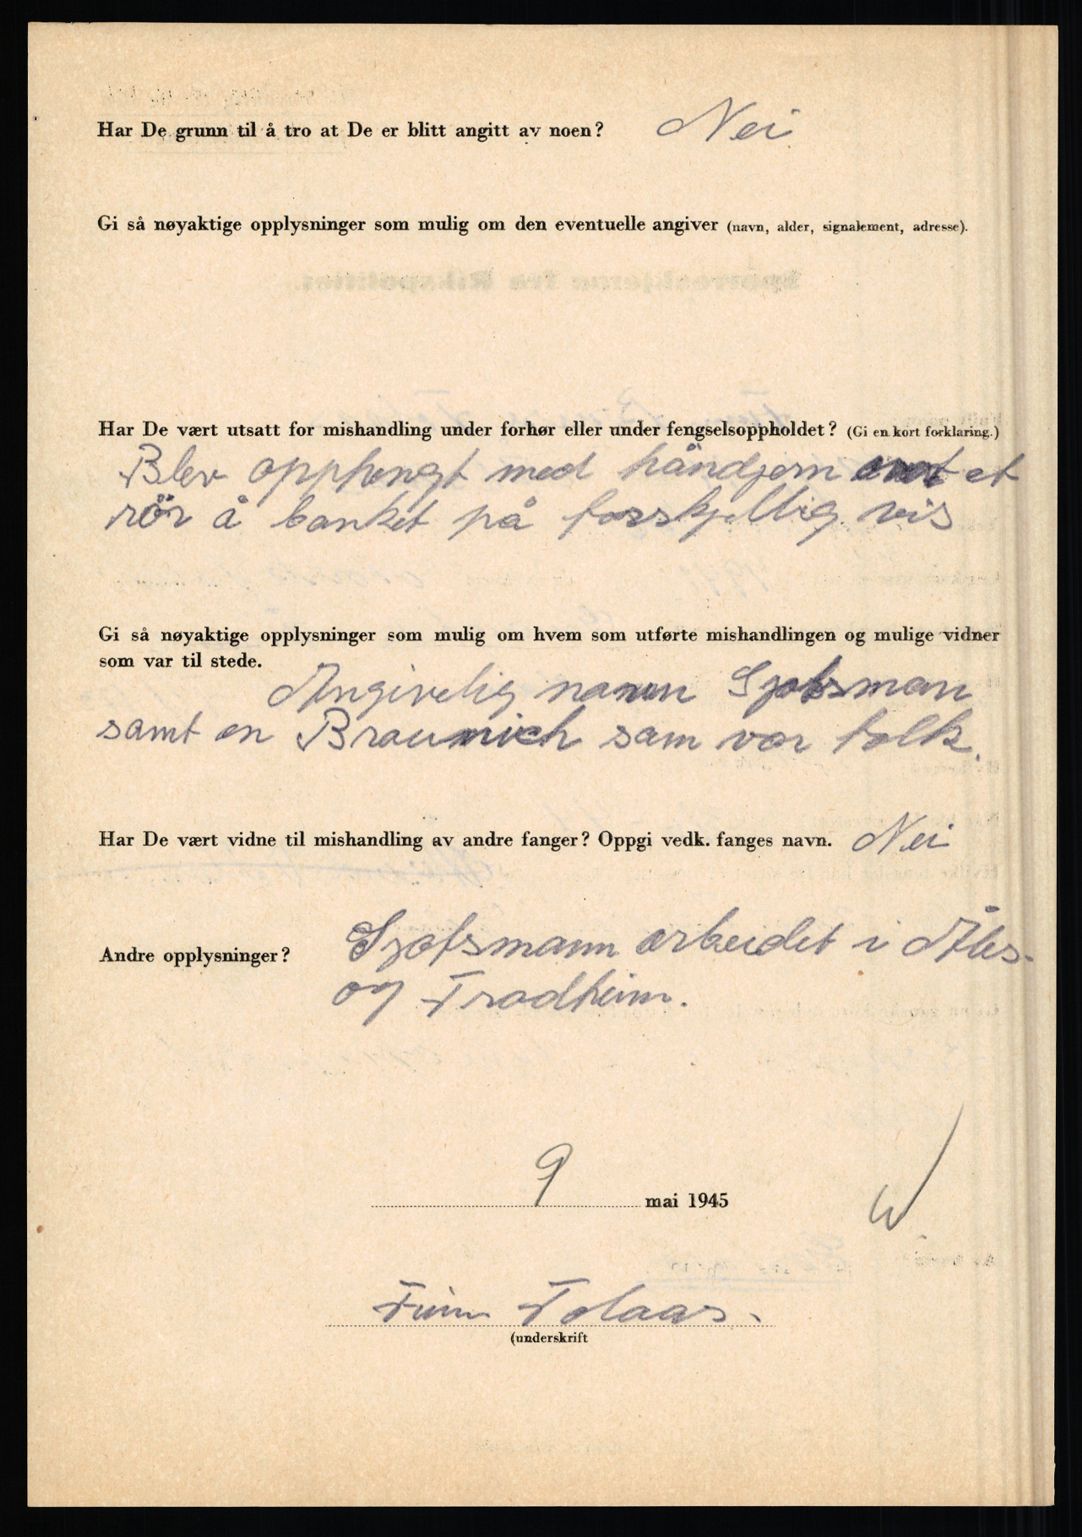 Har De grunn til å tro at De er blitt angitt av noen? Nei
Gi så nøyaktige opplysninger som mulig om den eventuelle angiver (navn, alder, signalement, adresse).
Har De vært utsatt for mishandling under forhør eller under fengselsoppholdet? (Gi en kort forklaring.)
Blev opphengt med håndjern et
rör å banket på forskjellig vis
Gi så nøyaktige opplysninger som mulig om hvem som utførte mishandlingen og mulige vidner
som var til stede.
Angivelig navn
samt en Braunich som var tolk.
Har De vært vidne til mishandling av andre fanger? Oppgi vedk. fanges navn. Nei
Andre opplysninger?
arbeidet i Åles-
og Trodheim.
9 mai 1945
W
Finn Tolaas.
(underskrift